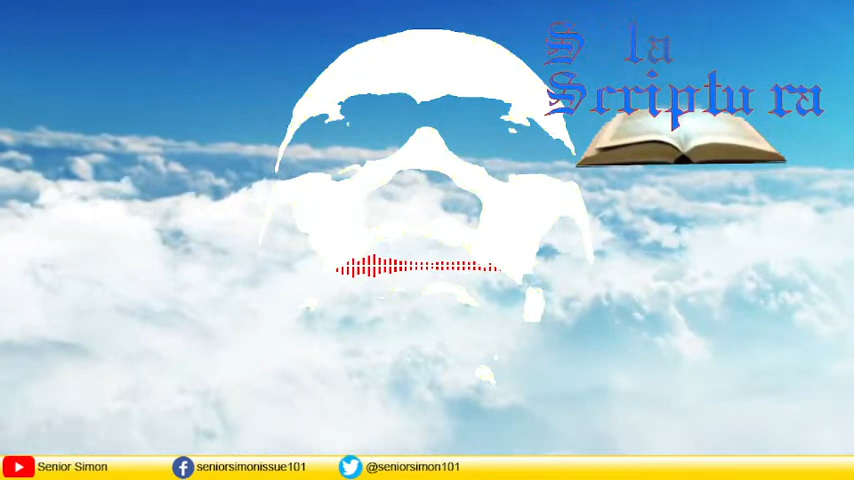 S la
Scriptu ra
Senior Simon
seniorsimonissue101
@seniorsimon101